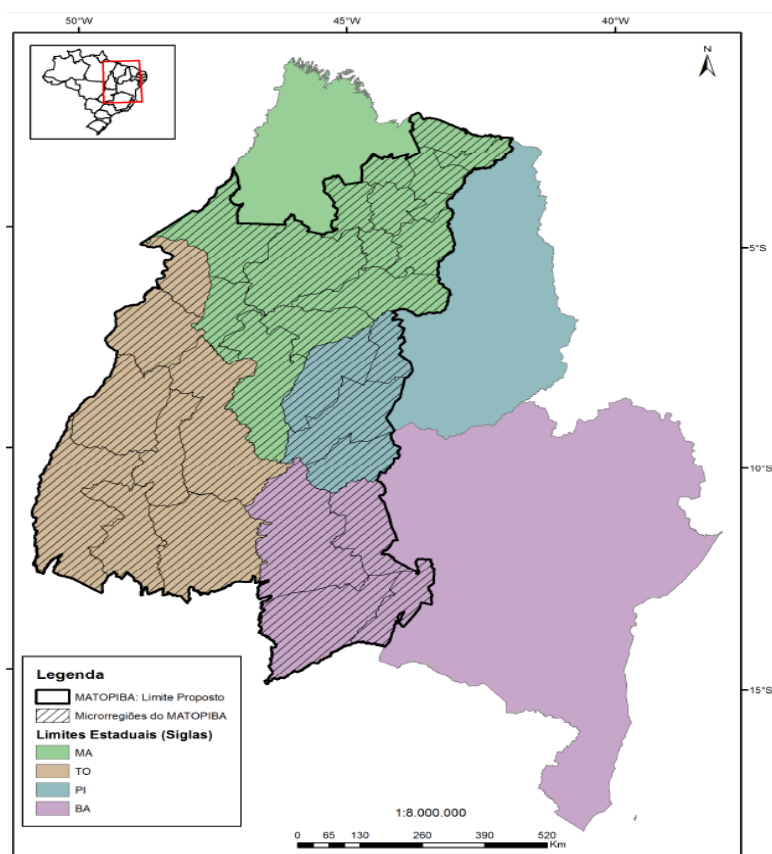 50°W 45°W 40°W
N
5°S
10°S
15°S
Legenda
MATOPIBA: Limite Proposto
Microrregiões do MATOPIBA
Limites Estaduais (Siglas)
MA
TO
PI
BA
1:8.000.000
0 65 130 260 390 520
Km